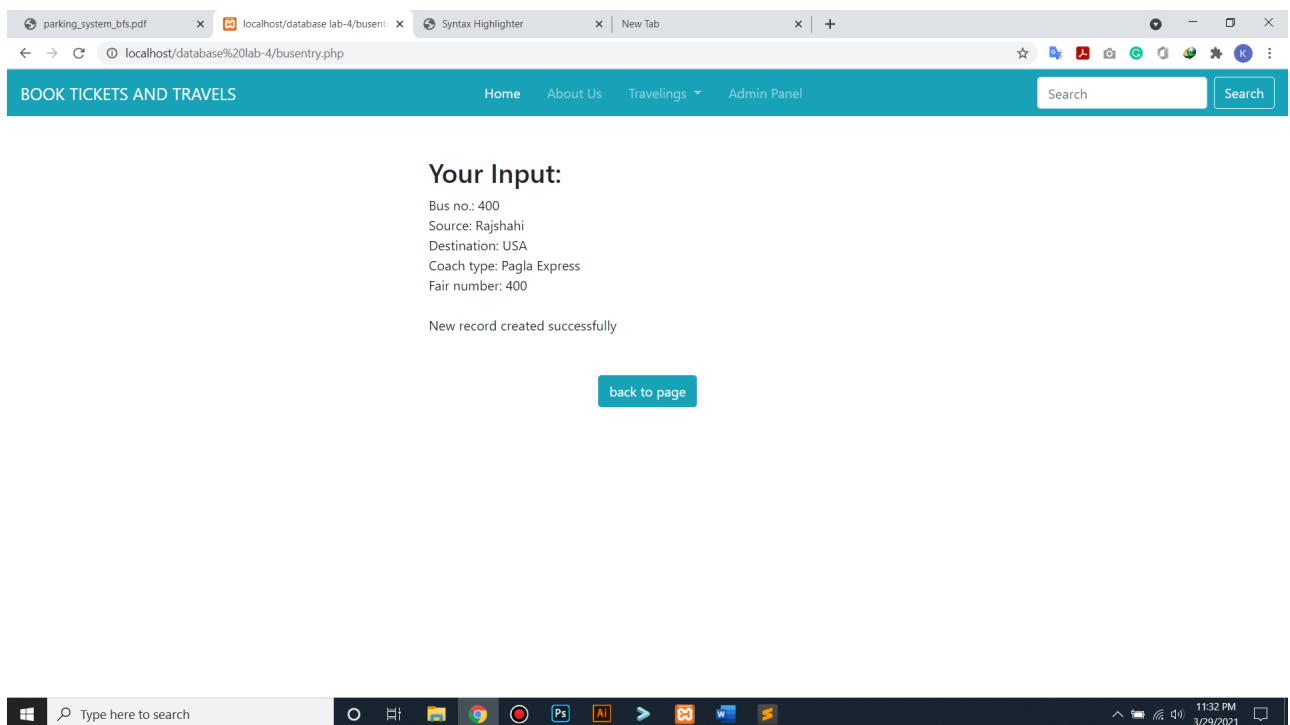 parking_system_bfs.pdf
localhost/database lab-4/busent
Syntax Highlighter
New Tab
localhost/database%20lab-4/busentry.php
K
BOOK TICKETS AND TRAVELS
Home About Us Travelings Admin Panel
Search Search
Your Input:
Bus no.: 400
Source: Rajshahi
Destination: USA
Coach type: Pagla Express
Fair number: 400
New record created successfully
back to page
Type here to search
Ps Ai W S
11:32 PM
3/29/2021